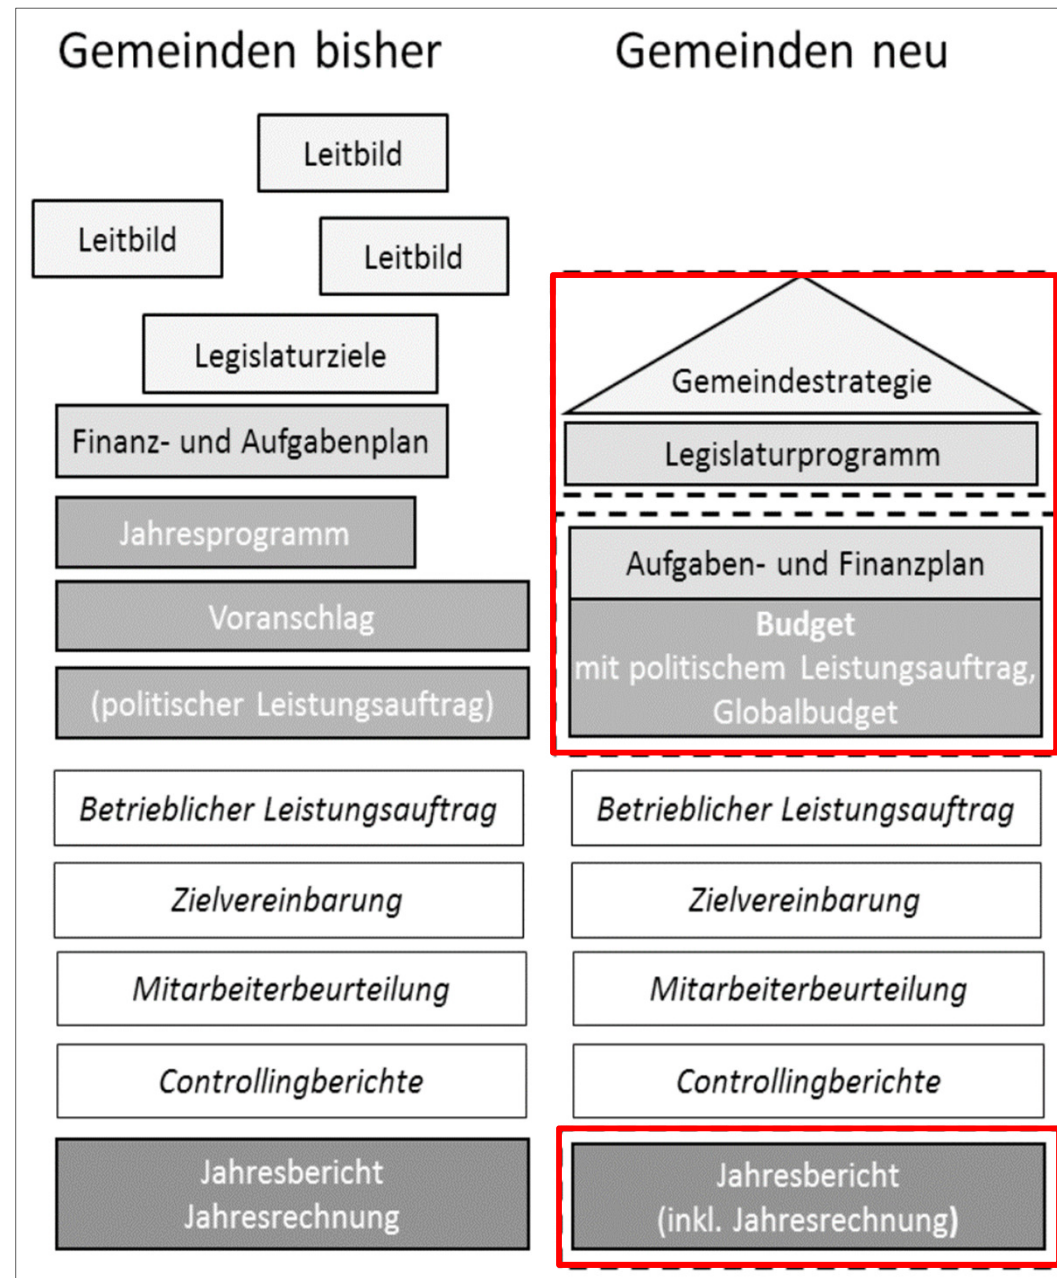 Gemeinden bisher
Leitbild
Leitbild
Leitbild
Legislaturziele
Finanz- und Aufgabenplan
Jahresprogramm
Voranschlag
(politischer Leistungsauftrag)
Betrieblicher Leistungsauftrag
Zielvereinbarung
Mitarbeiterbeurteilung
Controllingberichte
Jahresbericht
Jahresrechnung
Gemeinden neu
Gemeindestrategie
Legislaturprogramm
Aufgaben- und Finanzplan
Budget
mit politischem Leistungsauftrag,
Globalbudget
Betrieblicher Leistungsauftrag
Zielvereinbarung
Mitarbeiterbeurteilung
Controllingberichte
Jahresbericht
(inkl. Jahresrechnung)